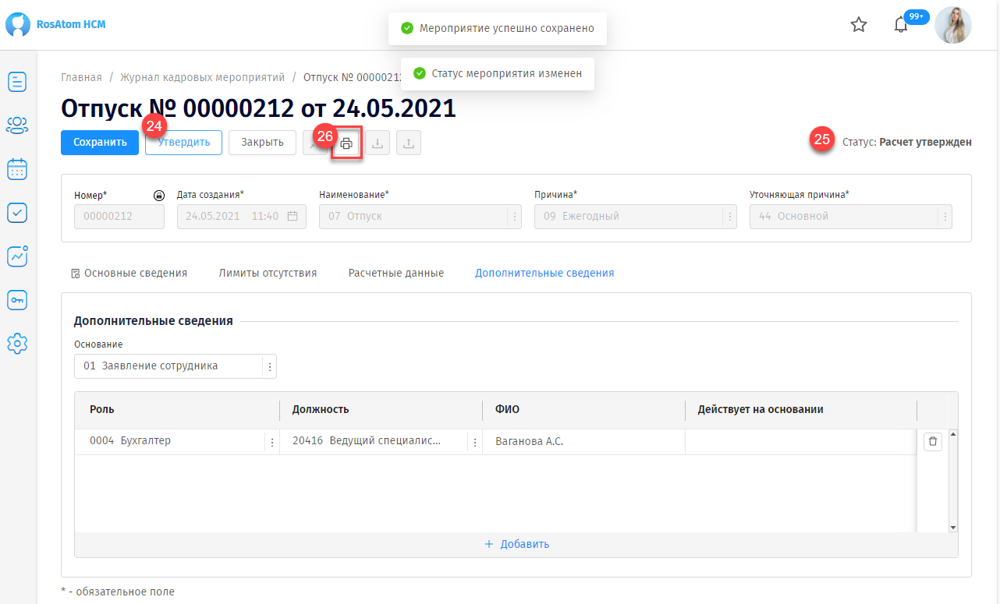 RosAtom HCM
Мероприятие успешно сохранено
99+
Статус мероприятия изменен
Главная / Журнал кадровых мероприятий / Отпуск № 00000212
Отпуск № 00000212 от 24.05.2021
24
26
25
Сохранить
Утвердить
Закрыть
Статус: Расчет утвержден
Номер*
Дата создания*
Наименование*
Причина*
Уточняющая причина*
00000212
24.05.2021 11:40
07 Отпуск
09 Ежегодный
44 Основной
Основные сведения
Лимиты отсутствия
Расчетные данные
Дополнительные сведения
Дополнительные сведения
Основание
01 Заявление сотрудника
Роль
Должность
ФИО
Действует на основании
0004 Бухгалтер
20416 Ведущий специалис...
Ваганова А.С.
+ Добавить
* - обязательное поле